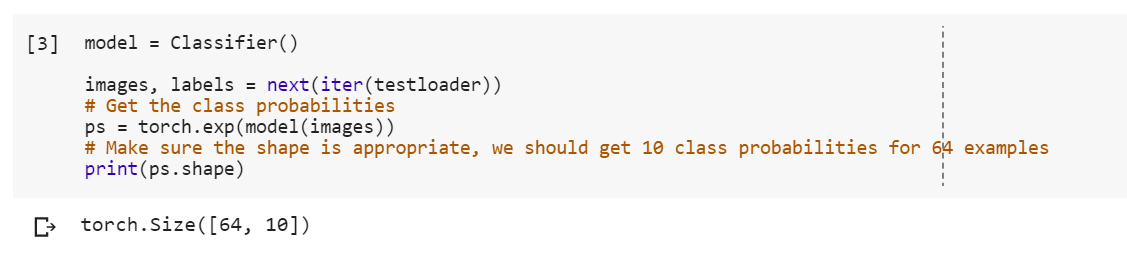 [3] model = Classifier()
images, labels = next(iter(testloader))
# Get the class probabilities
ps = torch.exp(model(images))
# Make sure the shape is appropriate, we should get 10 class probabilities for 64 examples
print(ps.shape)
torch.Size([64, 10])